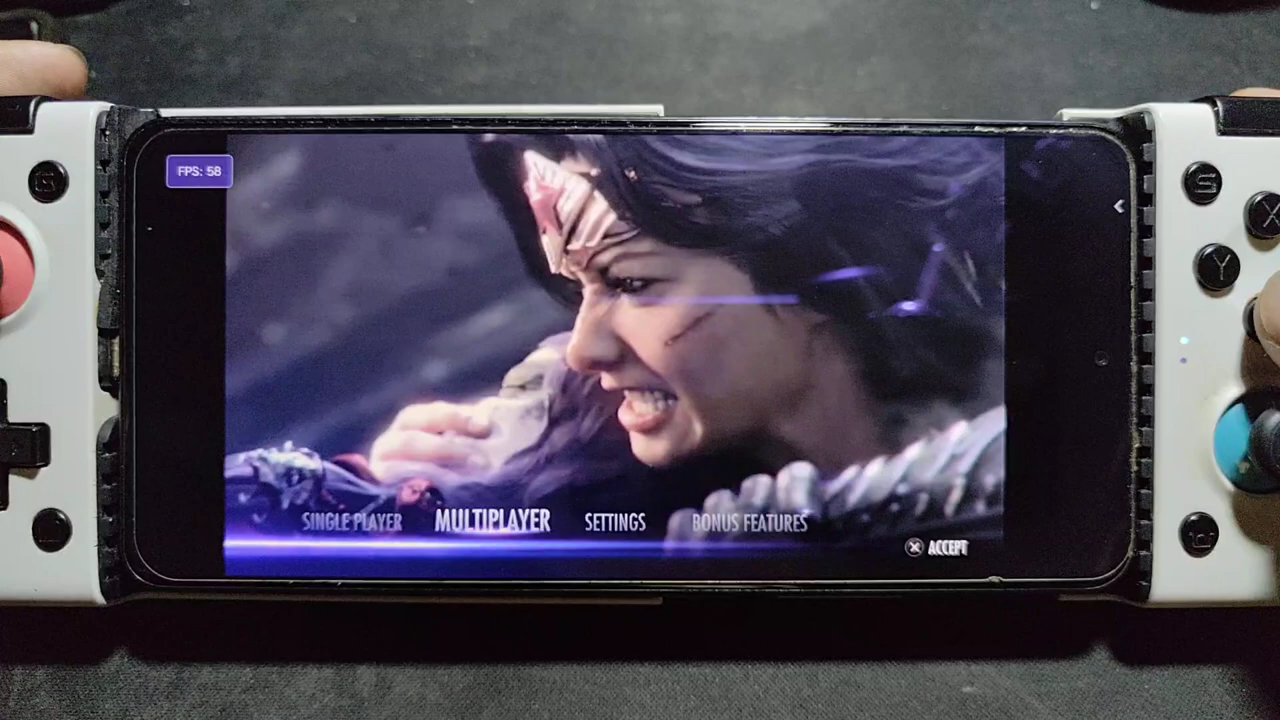 FPS: 58
S
X
Y
SINGLE PLAYER MULTIPLAYER SETTINGS BONUS FEATURES
ACCEPT